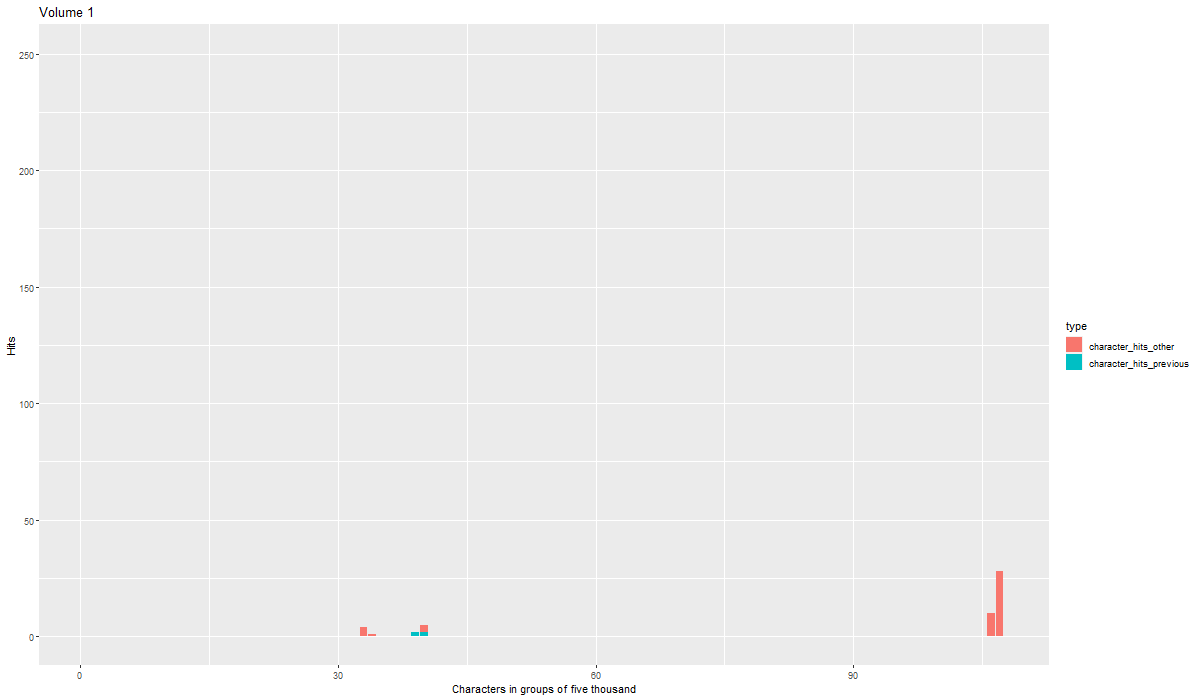 Volume 1
250
200
150
100
50
0
Hits
0 30 60 90
Characters in groups of five thousand
type
character_hits_other
character_hits_previous